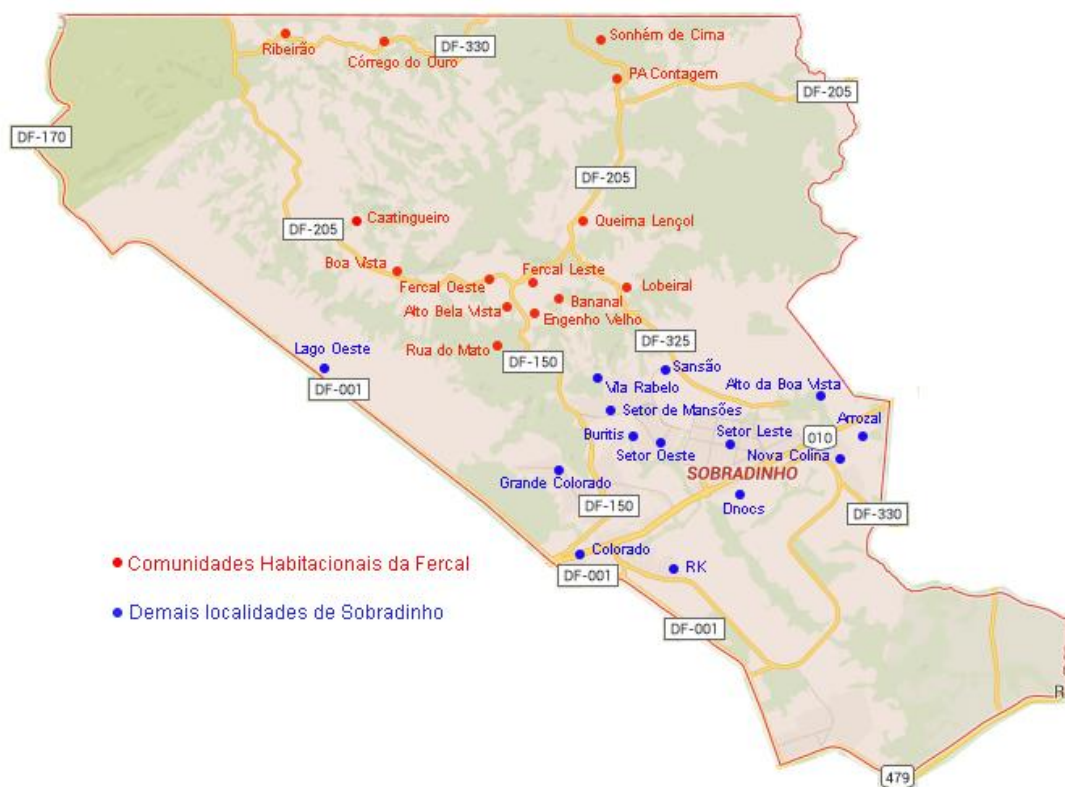 Ribeirão
Córrego do Ouro
DF-330
Sonhém de Cima
PA Contagem
DF-205
DF-170
DF-205
Caatingueiro
Queima Lençol
DF-205
Boa Vista
Fercal Leste
Fercal Oeste
Lobeiral
Bananal
Alto Bela Vista
Engenho Velho
Rua do Mato
DF-325
Lago Oeste
DF-150
DF-001
Sansão
Vila Rabelo
Alto da Boa Vista
Setor de Mansões
Arrozal
Buritis
Setor Leste
010
Setor Oeste
Nova Colina
SOBRADINHO
Grande Colorado
Dnocs
DF-150
DF-330
Colorado
RK
DF-001
Comunidades Habitacionais da Fercal
Demais localidades de Sobradinho
DF-001
R
479